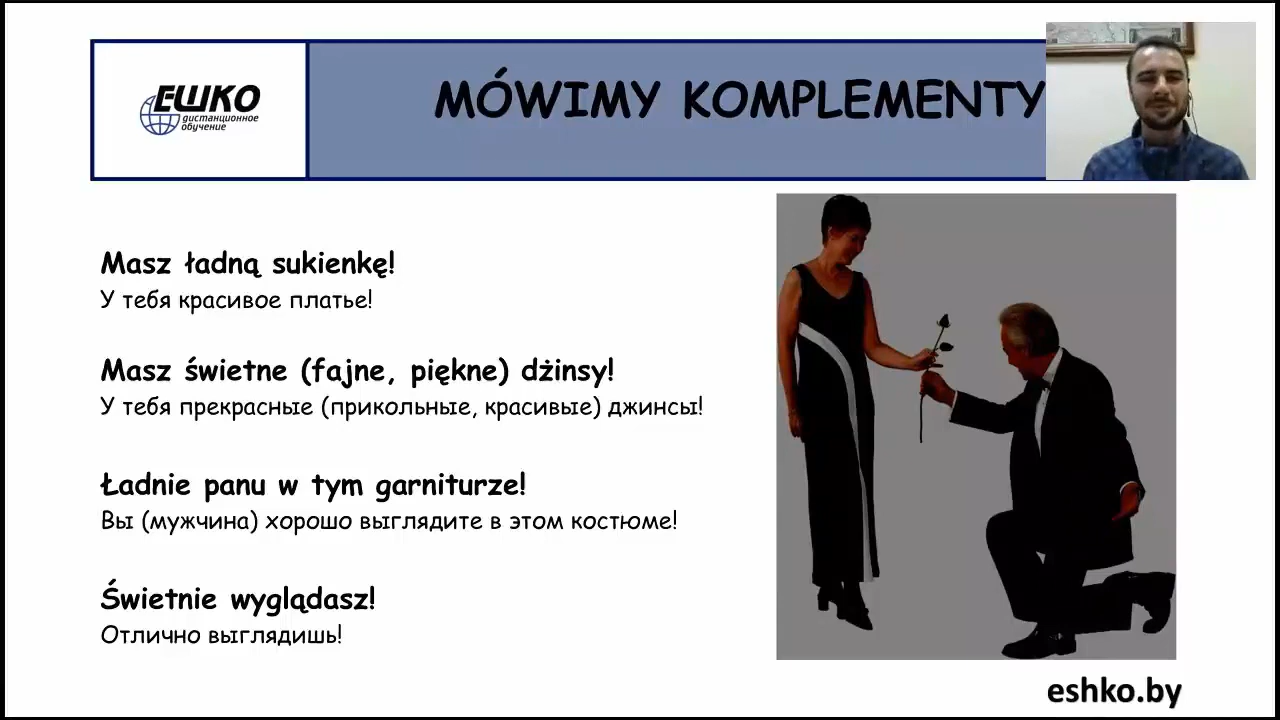 ЕШКО
дистанционное
обучение
MÓWIMY KOMPLEMENTY
Masz ładną sukienkę!
У тебя красивое платье!
Masz świetne (fajne, piękne) dżinsy!
У тебя прекрасные (прикольные, красивые) джинсы!
Ładnie panu w tym garniturze!
Вы (мужчина) хорошо выглядите в этом костюме!
Świetnie wyglądasz!
Отлично выглядишь!
eshko.by